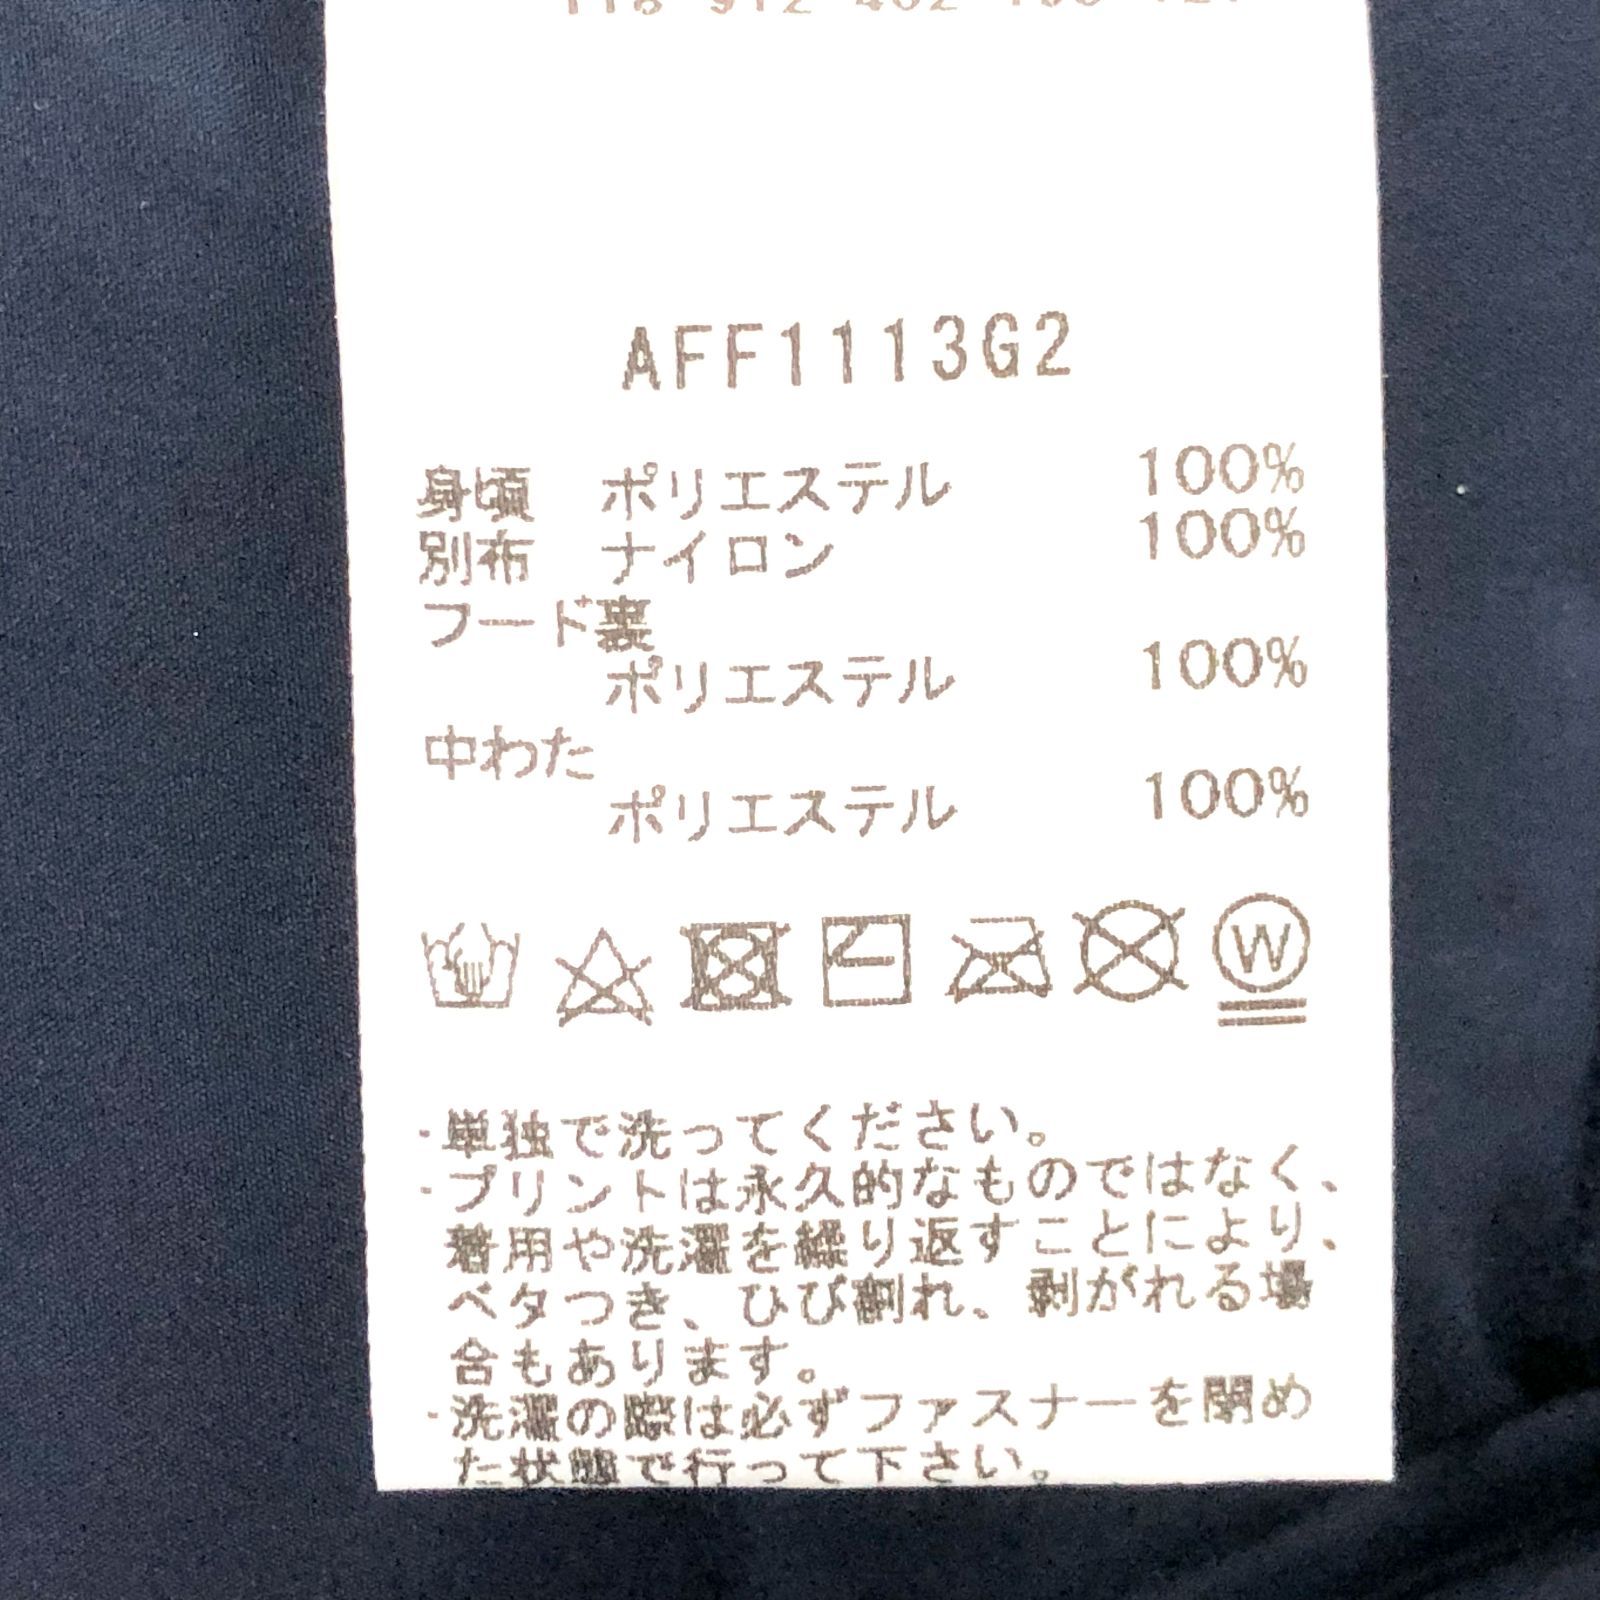 AFF1113G2
身頃 ポリエステル 100%
別布 ナイロン 100%
フード裏
ポリエステル 100%
中わた
ポリエステル 100%
W
・単独で洗ってください。
・プリントは永久的なものではなく、
着用や洗濯を繰り返すことにより、
ベタつき、ひび割れ、剥がれる場
合もあります。
・洗濯の際は必ずファスナーを閉め
た状態で行って下さい。